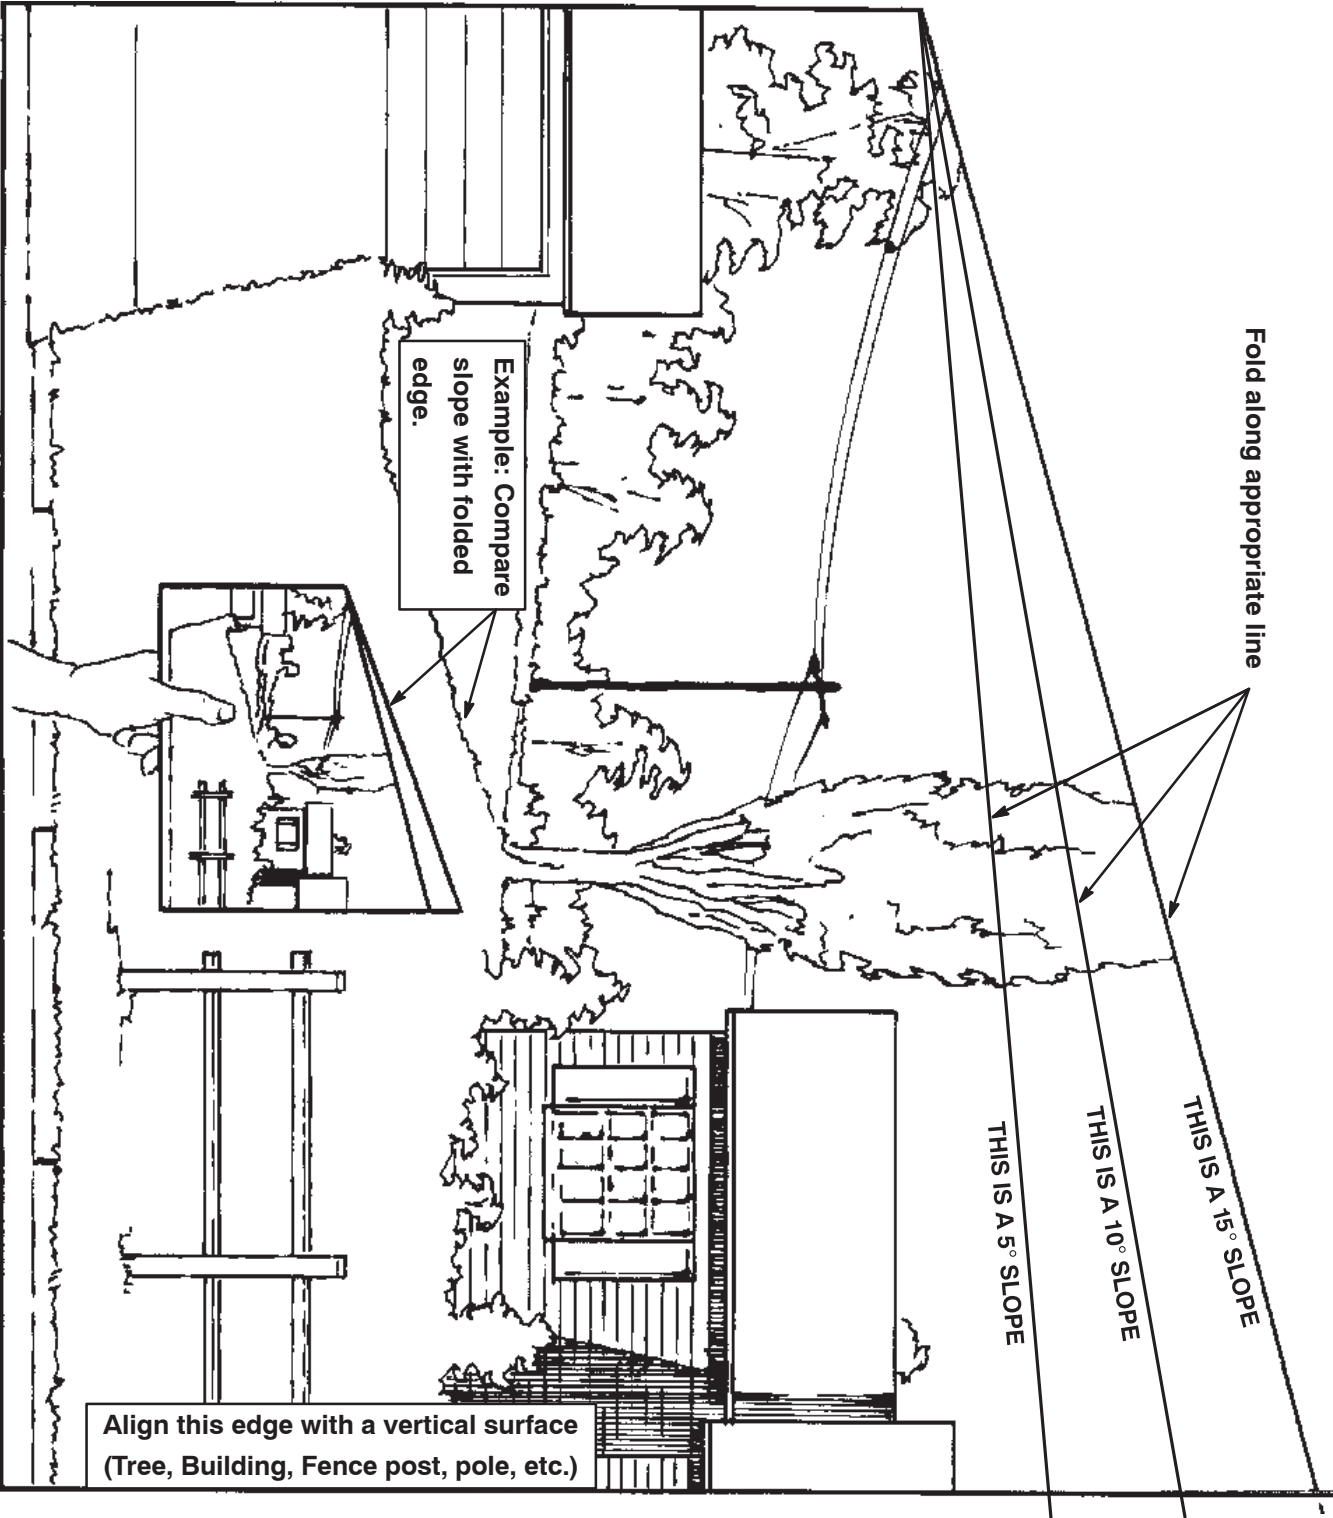 Fold along appropriate line
THIS IS A 15° SLOPE
THIS IS A 10° SLOPE
THIS IS A 5° SLOPE
Example: Compare
slope with folded
edge.
Align this edge with a vertical surface
(Tree, Building, Fence post, pole, etc.)